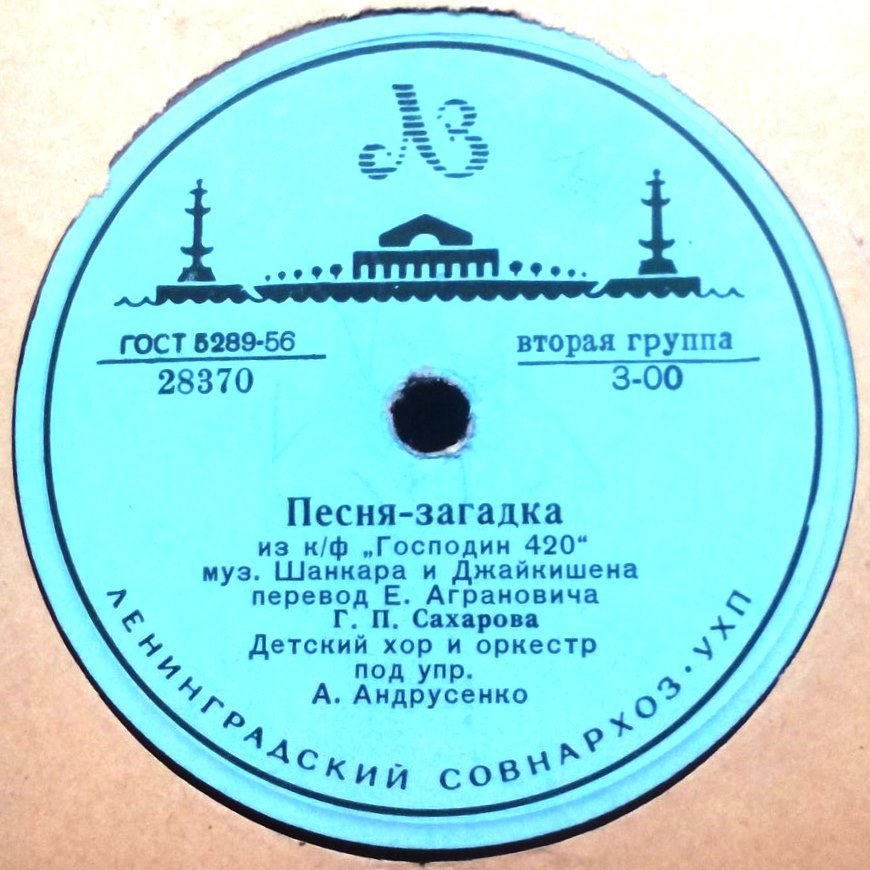 ЛЗ
ГОСТ 5289-56
28370
вторая группа
3-00
Песня-загадка
из к/ф „Господин 420“
муз. Шанкара и Джайкишена
перевод Е. Аграновича
Г. П. Сахарова
Детский хор и оркестр
под упр.
А. Андрусенко
ЛЕНИНГРАДСКИЙ СОВНАРХОЗ · УХП